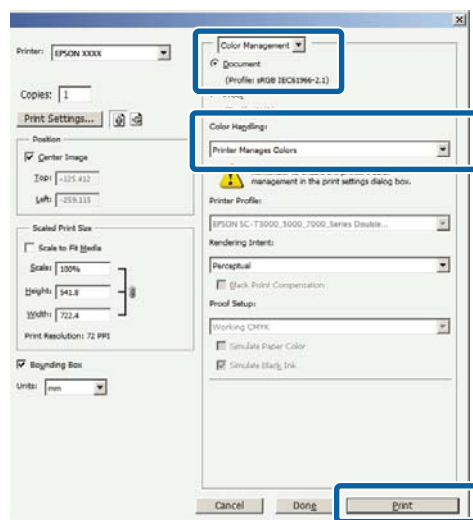 Printer: EPSON XXXX
Copies: 1
Print Settings...
Position
Center Image
Top: -125.412
Left: -259.115
Scaled Print Size
Scale to Fit Media
Scale: 100%
Height: 541.8
Width: 722.4
Print Resolution: 72 PPI
Bounding Box
Units: mm
Color Management
Document
(Profile: sRGB IEC61966-2.1)
Color Handling:
Printer Manages Colors
management in the print settings dialog box.
Printer Profile:
EPSON SC-T3000_5000_7000_Series Double...
Rendering Intent:
Perceptual
Black Point Compensation
Proof Setup:
Working CMYK
Simulate Paper Color
Simulate Black Ink
Cancel
Done
Print